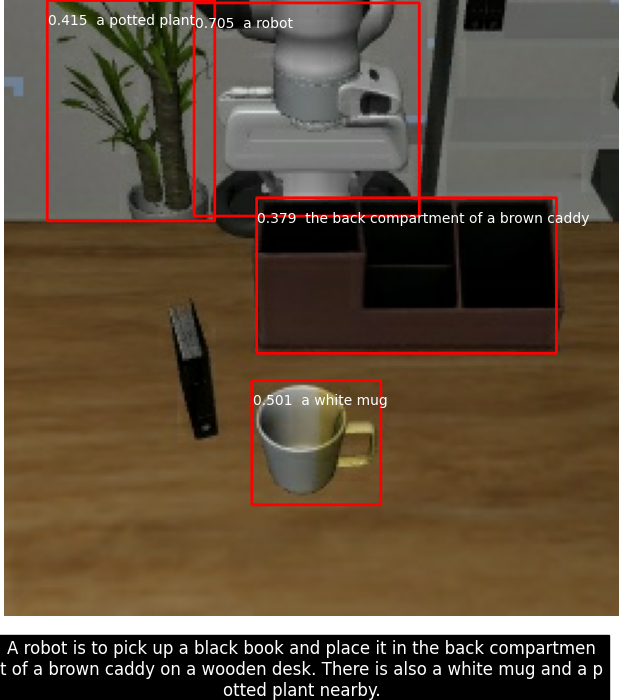 0.415 a potted plant
0.705 a robot
0.379 the back compartment of a brown caddy
0.501 a white mug
A robot is to pick up a black book and place it in the back compartmen
t of a brown caddy on a wooden desk. There is also a white mug and a p
otted plant nearby.